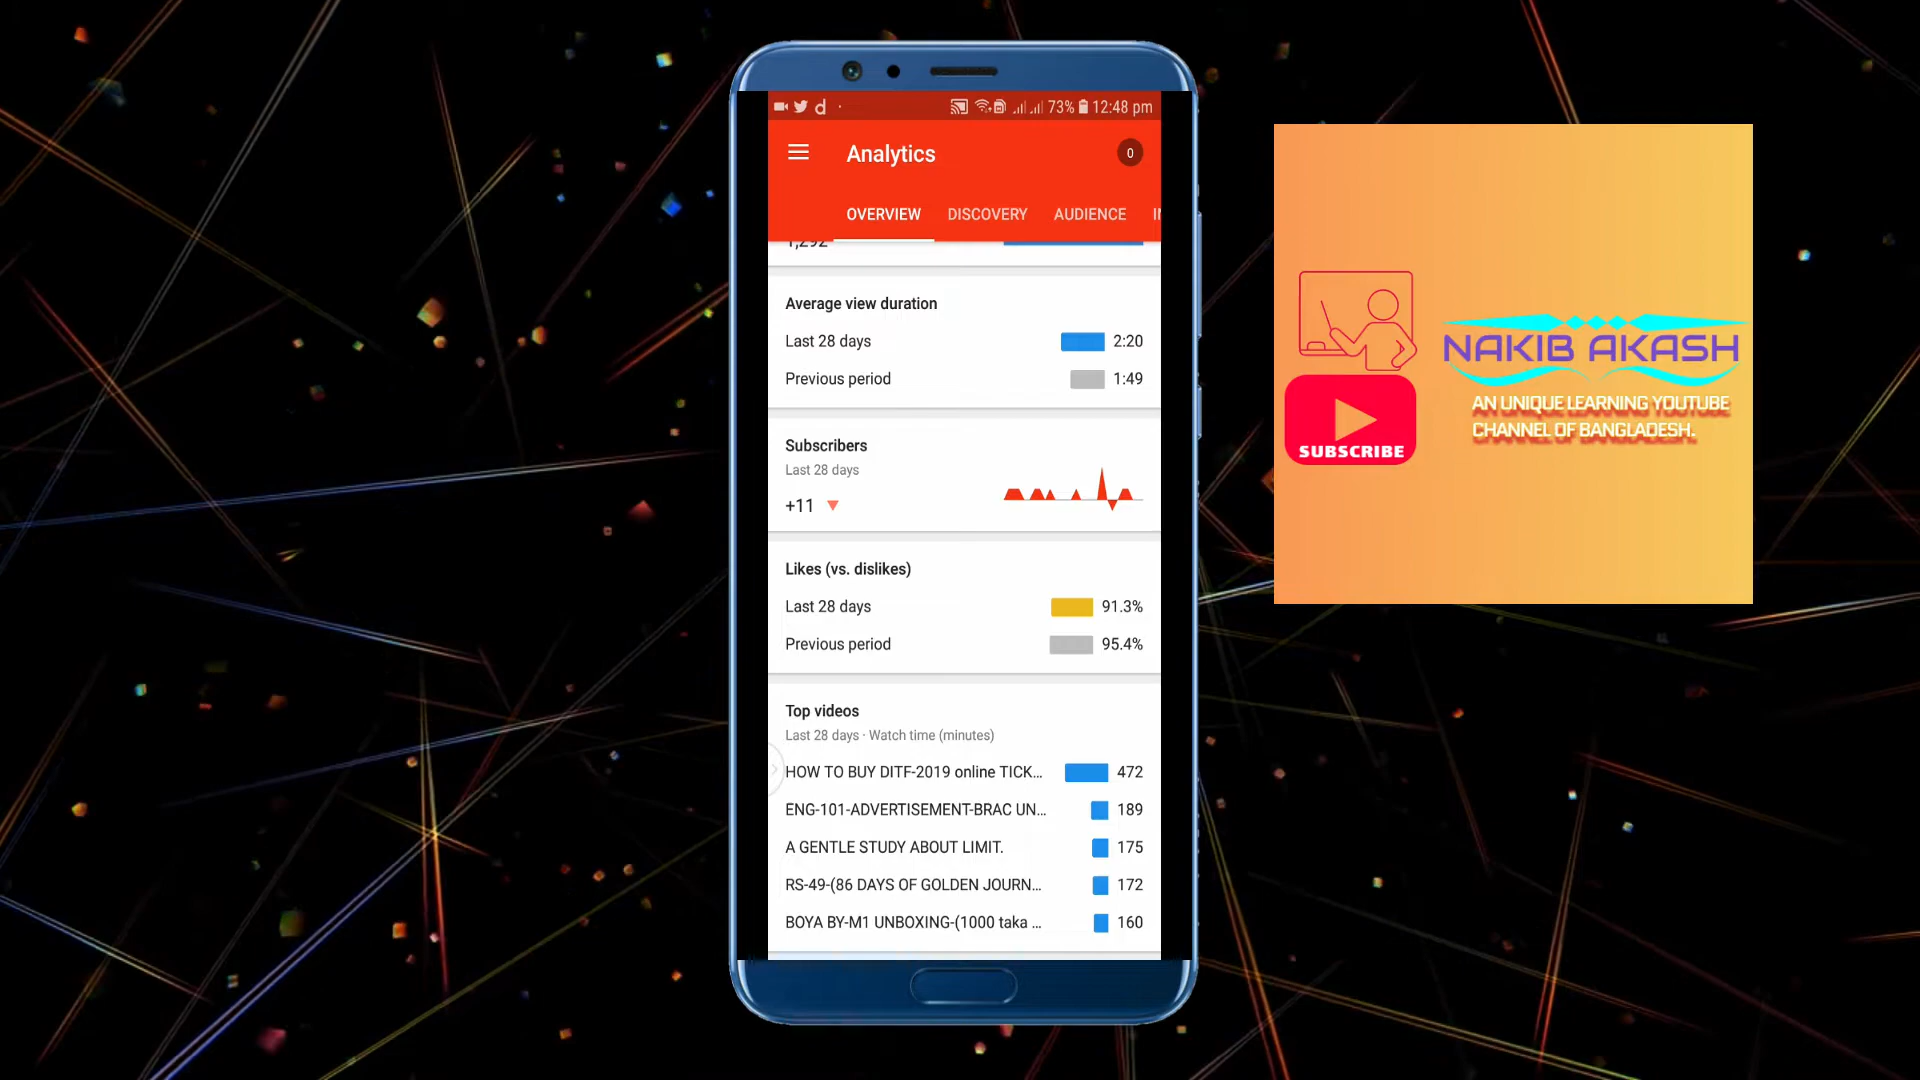 d
73% 12:48 pm
Analytics
0
OVERVIEW DISCOVERY AUDIENCE
1,292
Average view duration
Last 28 days 2:20
Previous period 1:49
Subscribers
Last 28 days
+11
Likes (vs. dislikes)
Last 28 days 91.3%
Previous period 95.4%
Top videos
Last 28 days · Watch time (minutes)
HOW TO BUY DITF-2019 online TICK... 472
ENG-101-ADVERTISEMENT-BRAC UN... 189
A GENTLE STUDY ABOUT LIMIT. 175
RS-49-(86 DAYS OF GOLDEN JOURN... 172
BOYA BY-M1 UNBOXING-(1000 taka ... 160
NAKIB AKASH
AN UNIQUE LEARNING YOUTUBE
CHANNEL OF BANGLADESH.
SUBSCRIBE